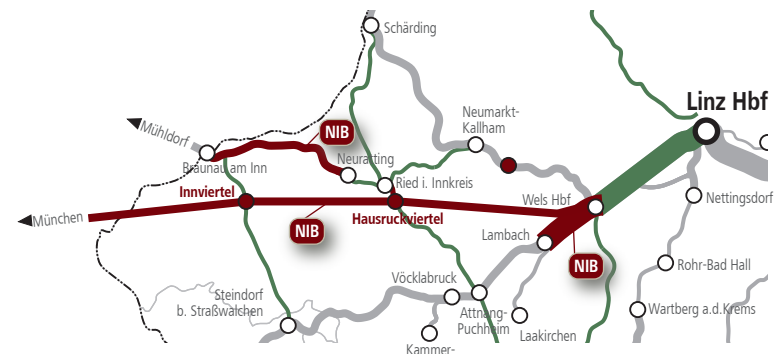 Schärding
Linz Hbf
Neumarkt-
Kallham
Mühldorf
NIB
Braunau am Inn
Neuratting
Ried i. Innkreis
Innviertel
Wels Hbf
Nettingsdorf
München
Hausruckviertel
NIB
Lambach
NIB
Rohr-Bad Hall
Vöcklabruck
Steindorf
b. Straßwalchen
Attnang-
Puchheim
Wartberg a.d.Krems
Laakirchen
Kammer-